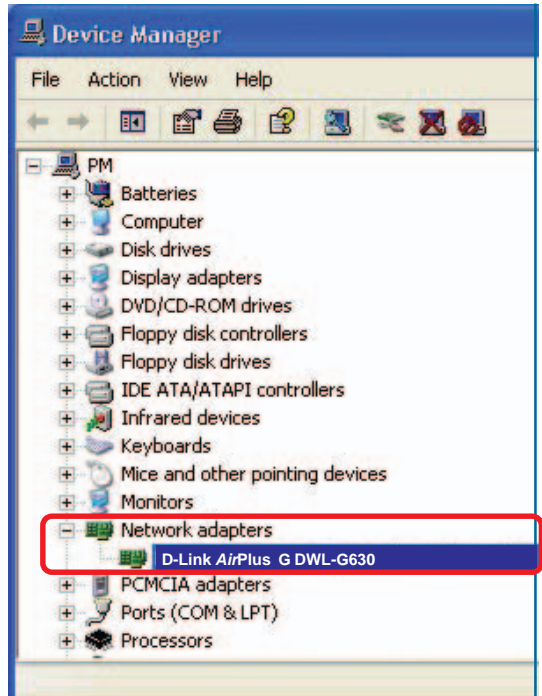 Device Manager
File Action View Help
PM
Batteries
Computer
Disk drives
Display adapters
DVD/CD-ROM drives
Floppy disk controllers
Floppy disk drives
IDE ATA/ATAPI controllers
Infrared devices
Keyboards
Mice and other pointing devices
Monitors
Network adapters
D-Link AirPlus G DWL-G630
PCMCIA adapters
Ports (COM & LPT)
Processors